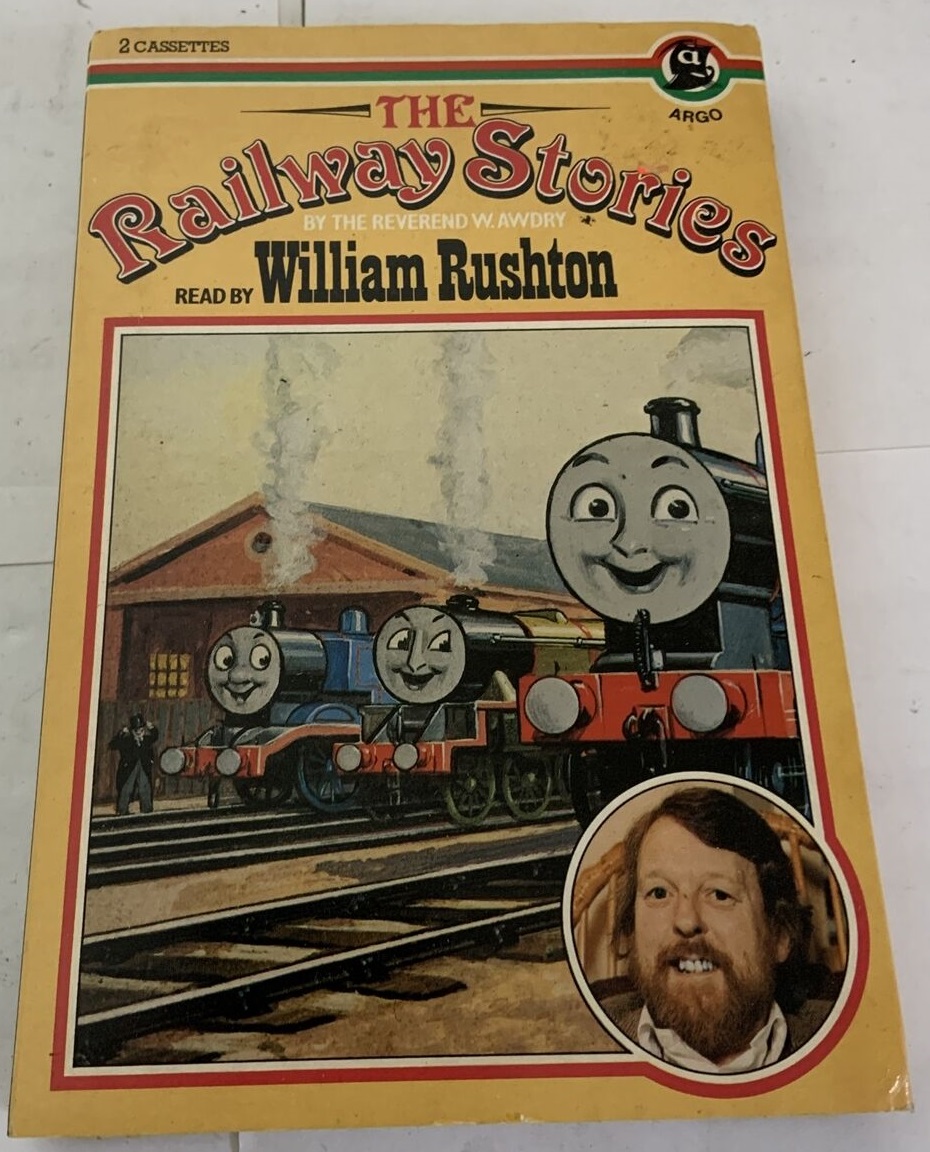 2 CASSETTES
a
ARGO
THE
Railway Stories
BY THE REVEREND W. AWDRY
READ BY William Rushton